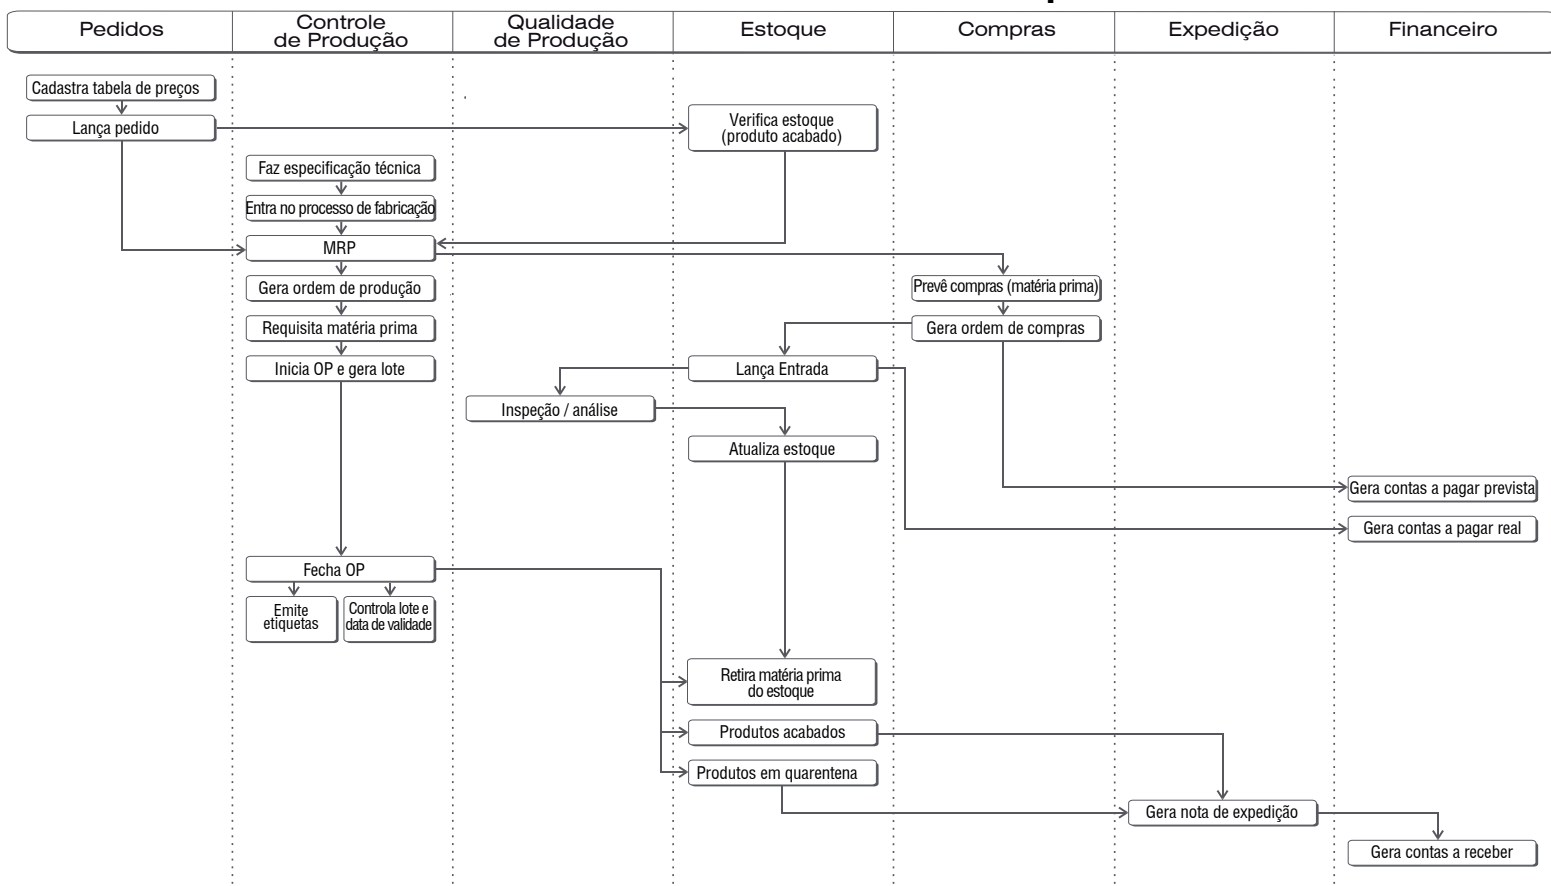 Pedidos
Controle
de Produção
Qualidade
de Produção
Estoque
Compras
Expedição
Financeiro
Cadastra tabela de preços
Lança pedido
Verifica estoque
(produto acabado)
Faz especificação técnica
Entra no processo de fabricação
MRP
Gera ordem de produção
Prevê compras (matéria prima)
Requisita matéria prima
Gera ordem de compras
Inicia OP e gera lote
Lança Entrada
Inspeção / análise
Atualiza estoque
Gera contas a pagar prevista
Gera contas a pagar real
Fecha OP
Emite
etiquetas
Controla lote e
data de validade
Retira matéria prima
do estoque
Produtos acabados
Produtos em quarentena
Gera nota de expedição
Gera contas a receber